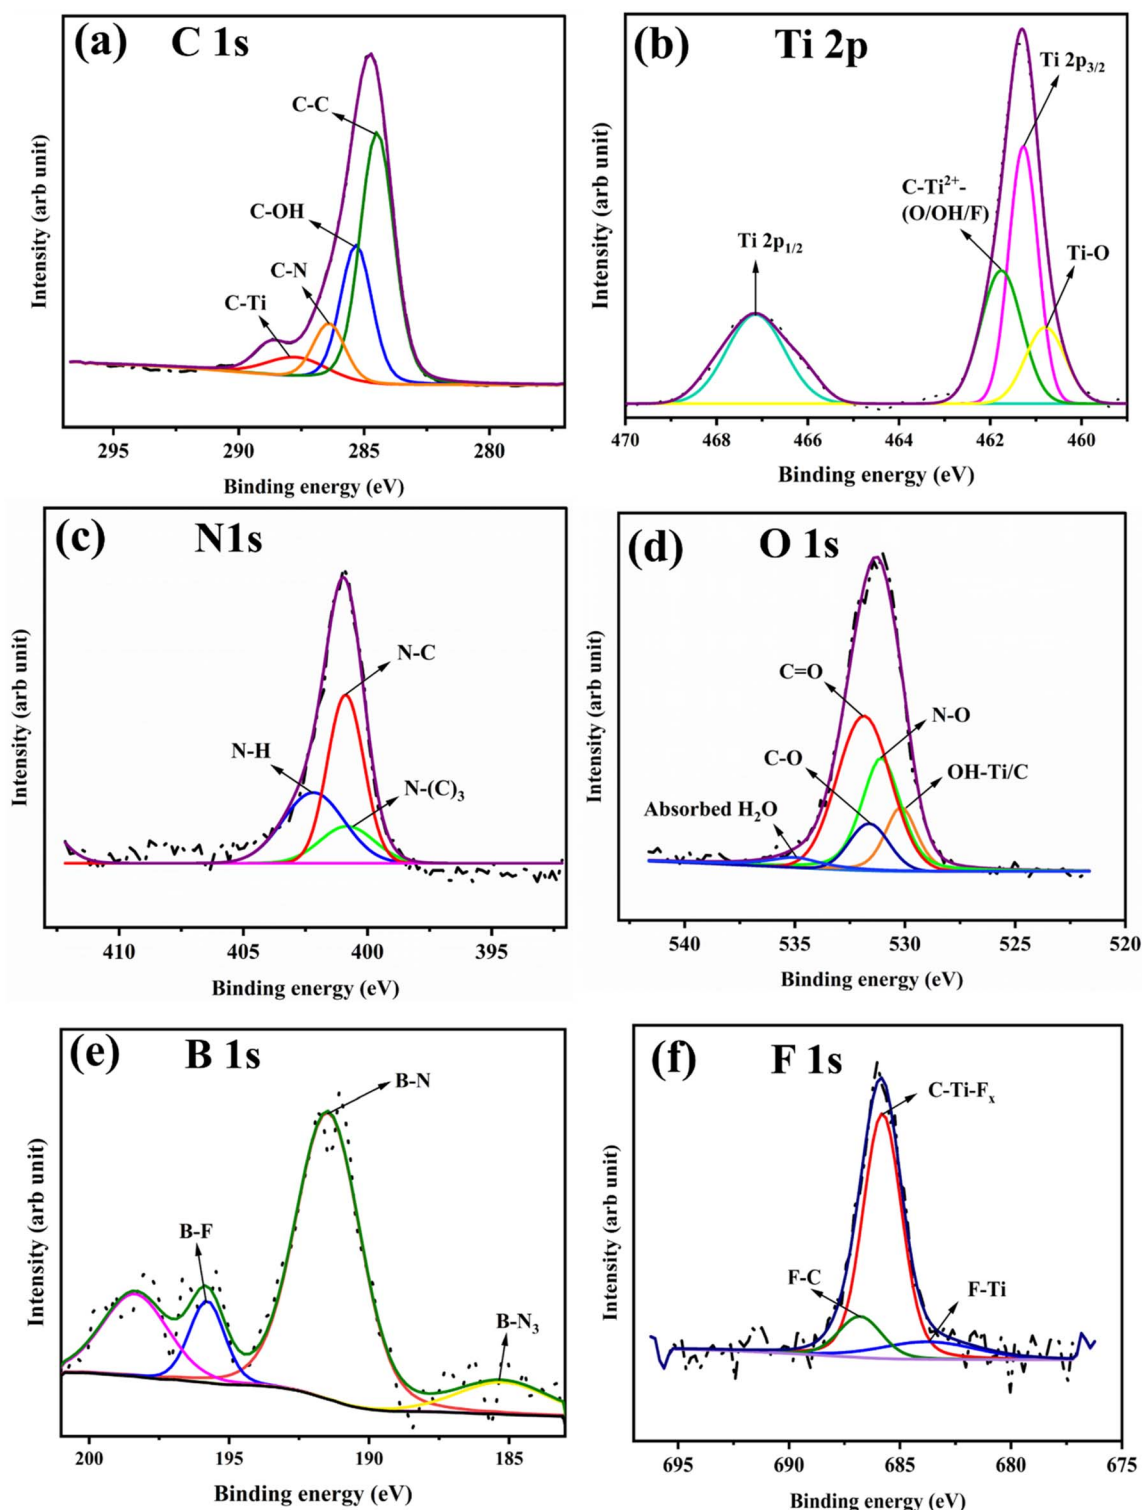 (a) C 1s
C-C
C-OH
C-N
C-Ti
Intensity (arb unit)
295 290 285 280
Binding energy (eV)
(b) Ti 2p
Ti 2p3/2
C-Ti2+-
(O/OH/F)
Ti 2p1/2
Ti-O
Intensity (arb unit)
470 468 466 464 462 460
Binding energy (eV)
(c) N1s
N-C
N-H
N-(C)3
Intensity (arb unit)
410 405 400 395
Binding energy (eV)
(d) O 1s
C=O
N-O
C-O
OH-Ti/C
Absorbed H2O
Intensity (arb unit)
540 535 530 525 520
Binding energy (eV)
(e) B 1s
B-N
B-F
B-N3
Intensity (arb unit)
200 195 190 185
Binding energy (eV)
(f) F 1s
C-Ti-Fx
F-C
F-Ti
Intensity (arb unit)
695 690 685 680 675
Binding energy (eV)